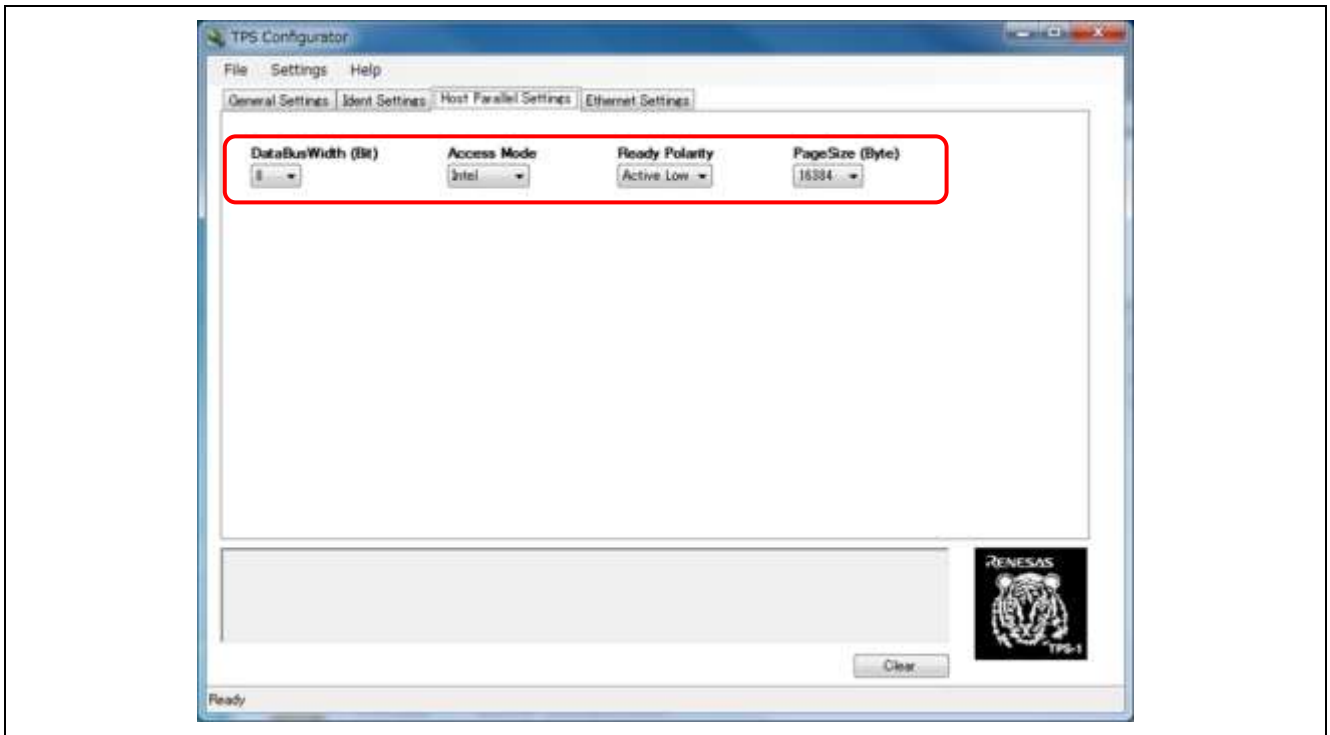 TPS Configurator
File Settings Help
General Settings Ident Settings Host Parallel Settings Ethernet Settings
DataBusWidth (Bit) Access Mode Ready Polarity PageSize (Byte)
8 Intel Active Low 16384
RENESAS
TPS-1
Clear
Ready